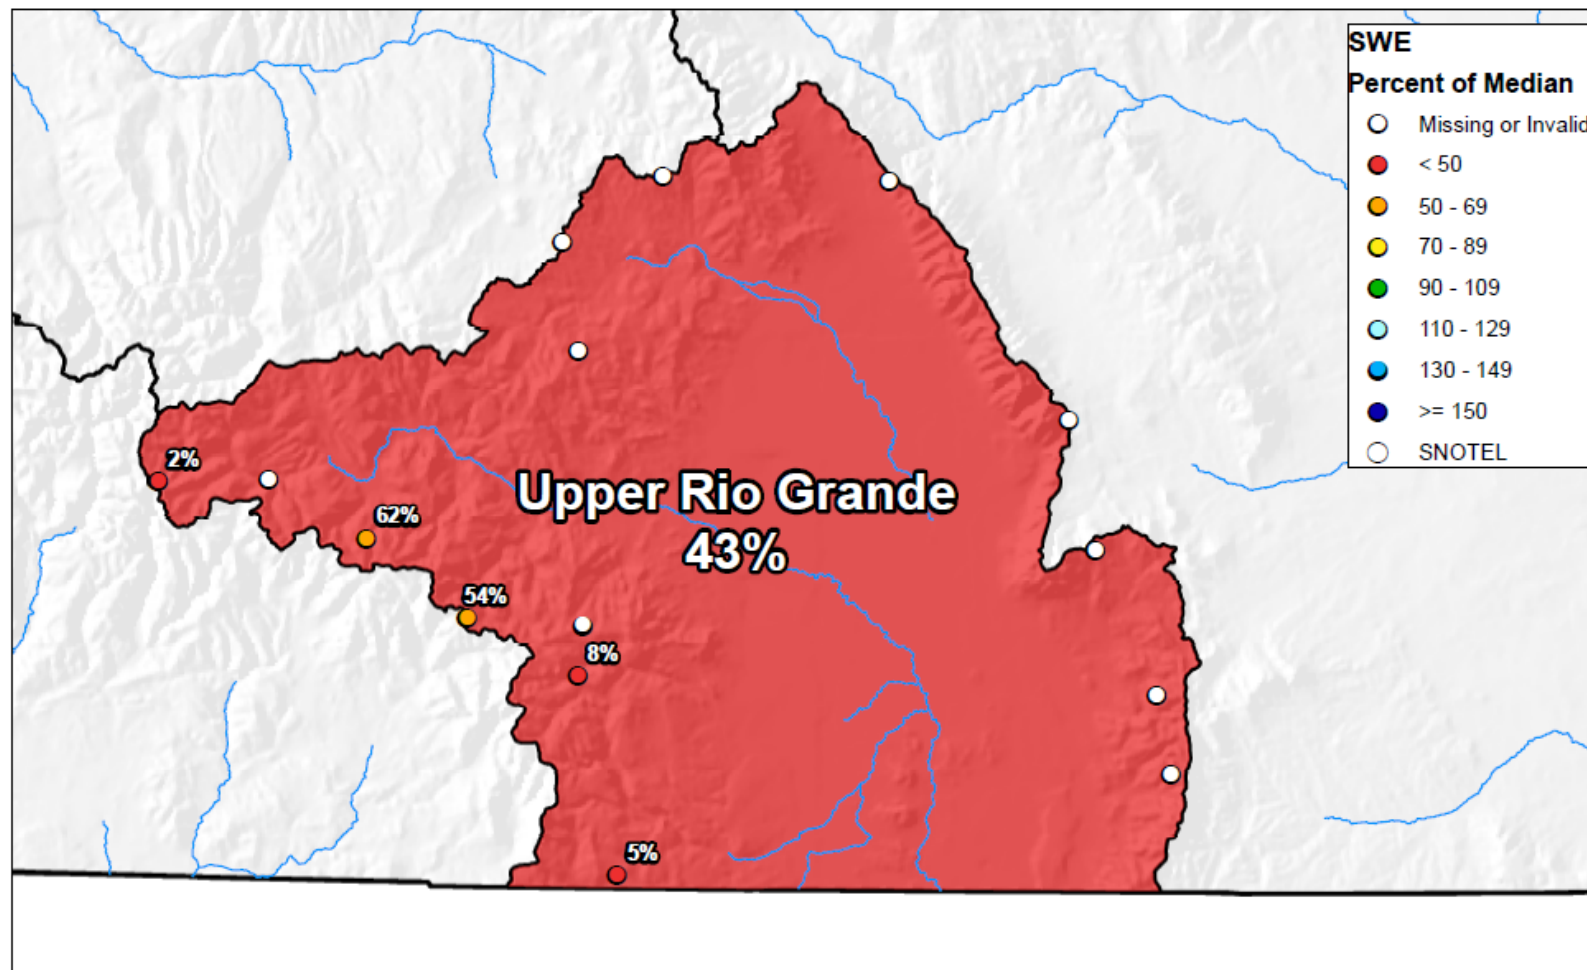 SWE
Percent of Median
Missing or Invalid
< 50
50 - 69
70 - 89
90 - 109
110 - 129
130 - 149
>= 150
SNOTEL
2%
62%
Upper Rio Grande
43%
54%
8%
5%